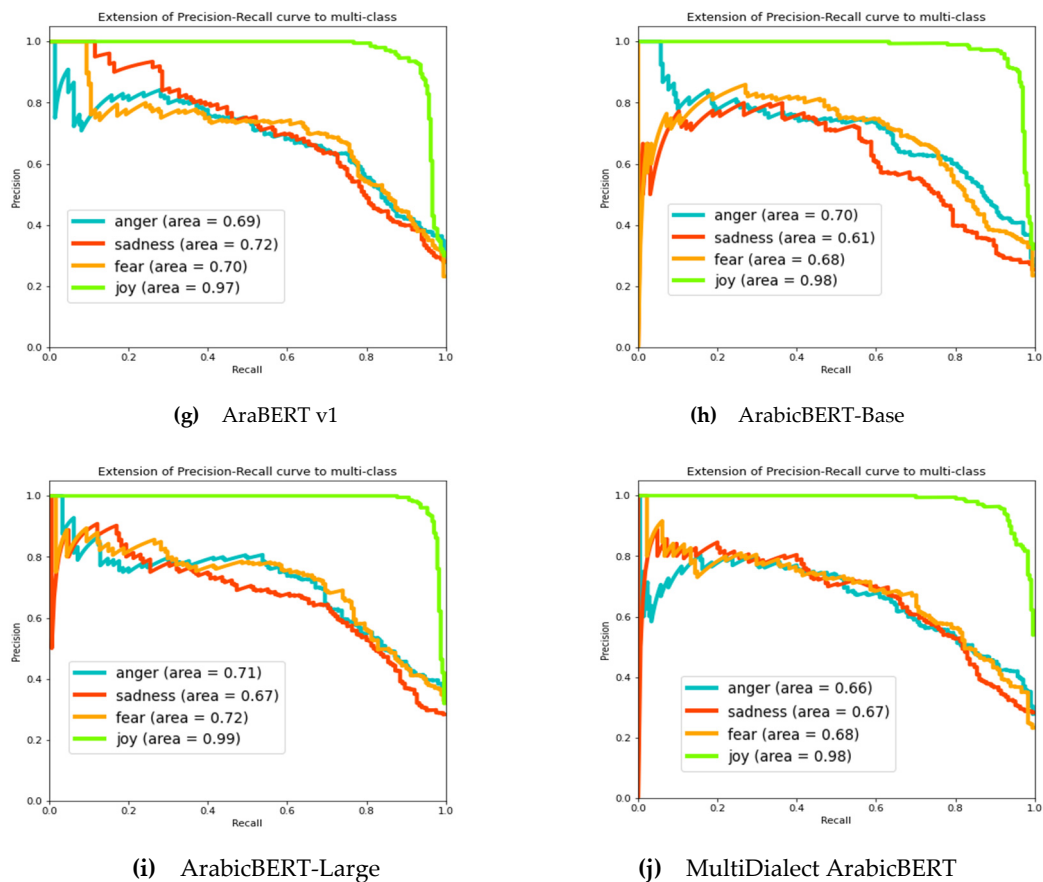 Extension of Precision-Recall curve to multi-class
1.0
0.8
0.6
0.4
0.2
0.0
Precision
anger (area = 0.69)
sadness (area = 0.72)
fear (area = 0.70)
joy (area = 0.97)
0.0 0.2 0.4 0.6 0.8 1.0
Recall
(g) AraBERT v1
Extension of Precision-Recall curve to multi-class
1.0
0.8
0.6
0.4
0.2
0.0
Precision
anger (area = 0.70)
sadness (area = 0.61)
fear (area = 0.68)
joy (area = 0.98)
0.0 0.2 0.4 0.6 0.8 1.0
Recall
(h) ArabicBERT-Base
Extension of Precision-Recall curve to multi-class
1.0
0.8
0.6
0.4
0.2
0.0
Precision
anger (area = 0.71)
sadness (area = 0.67)
fear (area = 0.72)
joy (area = 0.99)
0.0 0.2 0.4 0.6 0.8 1.0
Recall
(i) ArabicBERT-Large
Extension of Precision-Recall curve to multi-class
1.0
0.8
0.6
0.4
0.2
0.0
Precision
anger (area = 0.66)
sadness (area = 0.67)
fear (area = 0.68)
joy (area = 0.98)
0.0 0.2 0.4 0.6 0.8 1.0
Recall
(j) MultiDialect ArabicBERT